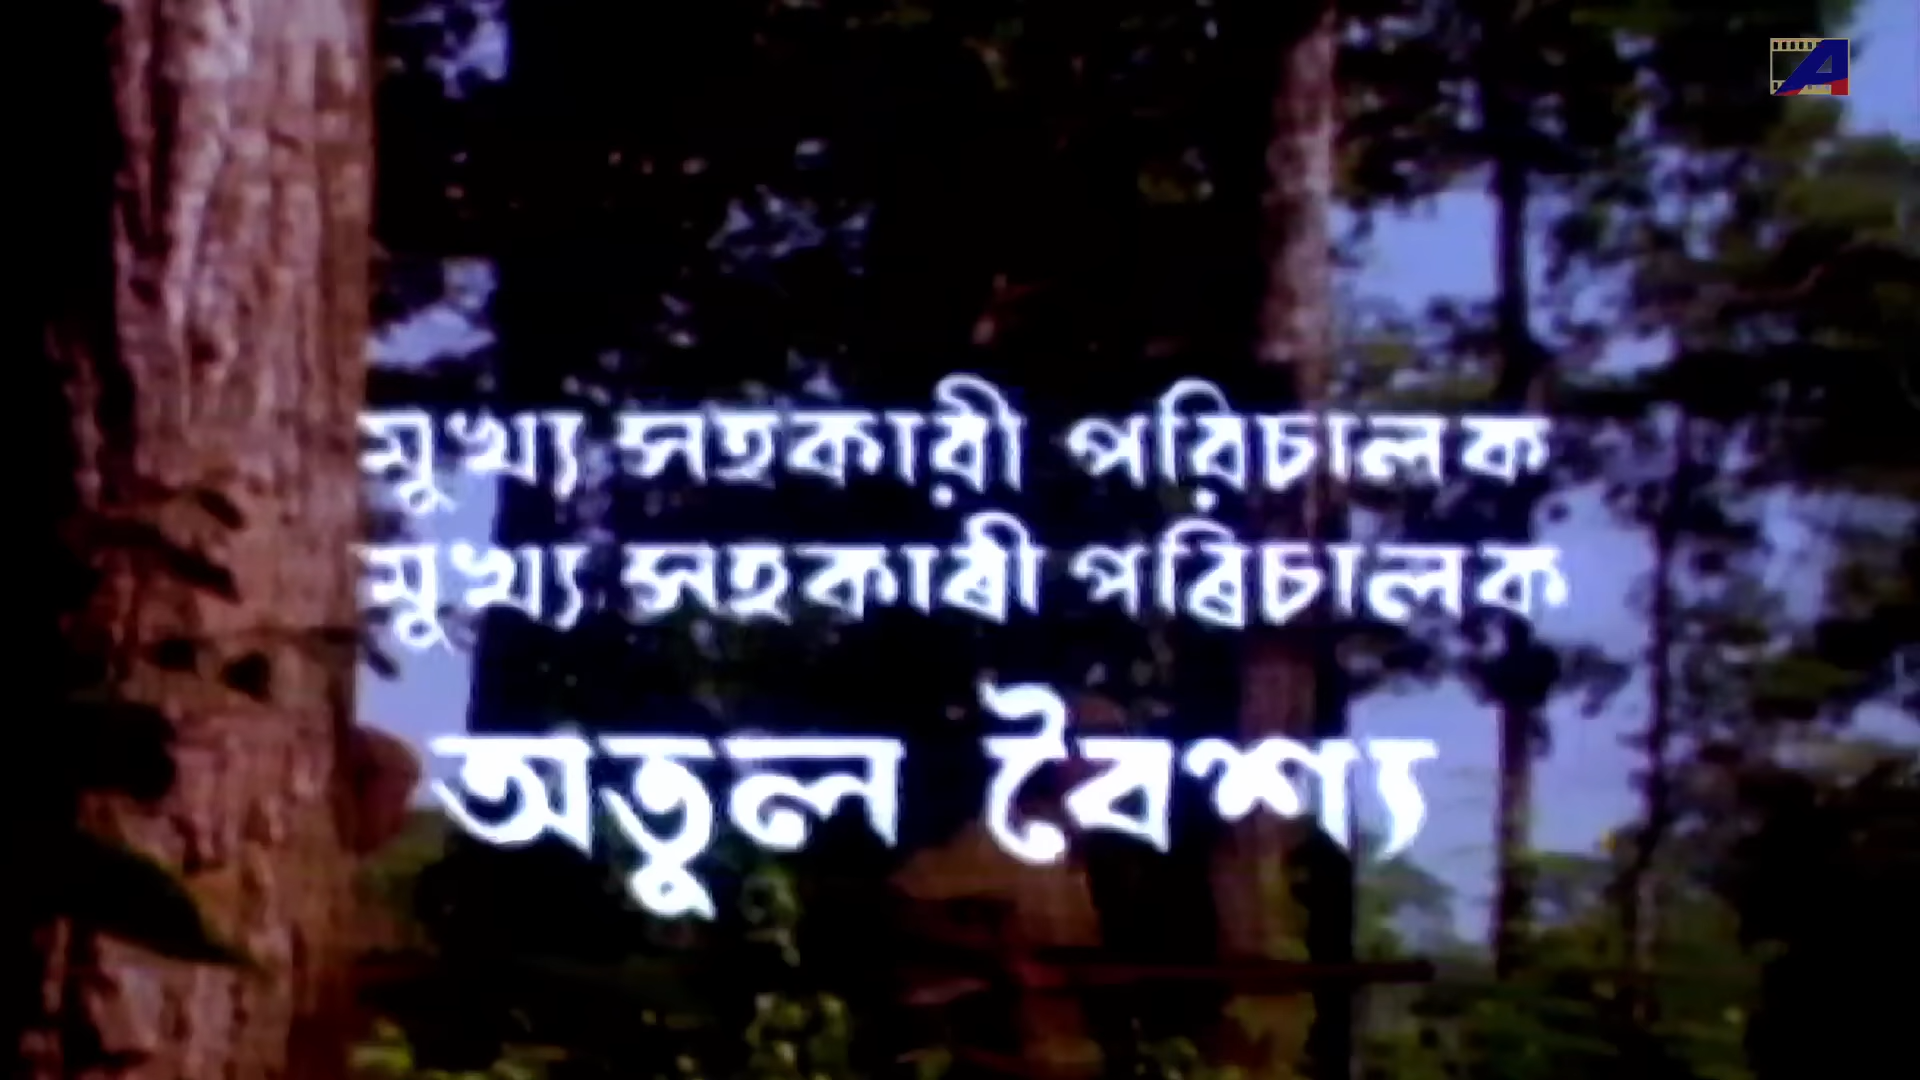 মুখ্য সহকারী পরিচালক
মুখ্য সহকাৰী পৰিচালক
অতুল বৈশ্য